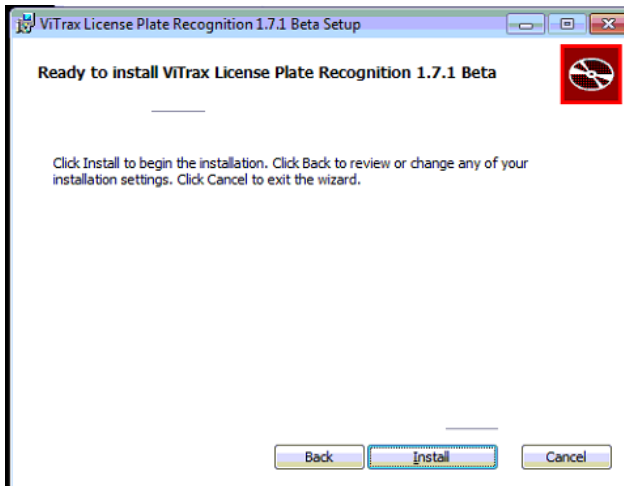 ViTrax License Plate Recognition 1.7.1 Beta Setup
Ready to install ViTrax License Plate Recognition 1.7.1 Beta
Click Install to begin the installation. Click Back to review or change any of your
installation settings. Click Cancel to exit the wizard.
Back Install Cancel